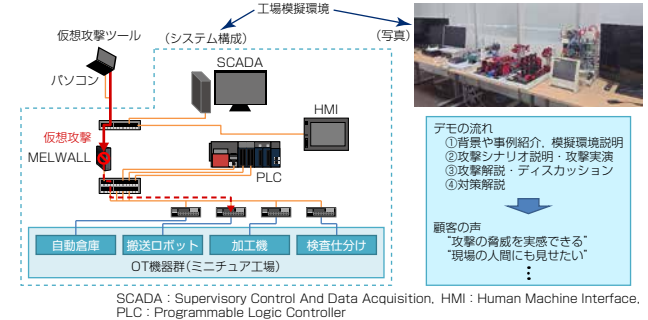 工場模擬環境
仮想攻撃ツール
(システム構成)
(写真)
パソコン
SCADA
HMI
仮想攻撃
MELWALL
PLC
自動倉庫
搬送ロボット
加工機
検査仕分け
OT機器群(ミニチュア工場)
デモの流れ
①背景や事例紹介，模擬環境説明
②攻撃シナリオ説明・攻撃実演
③攻撃解説・ディスカッション
④対策解説
顧客の声
“攻撃の脅威を実感できる”
“現場の人間にも見せたい”
⋮
SCADA：Supervisory Control And Data Acquisition，HMI：Human Machine Interface，
PLC：Programmable Logic Controller